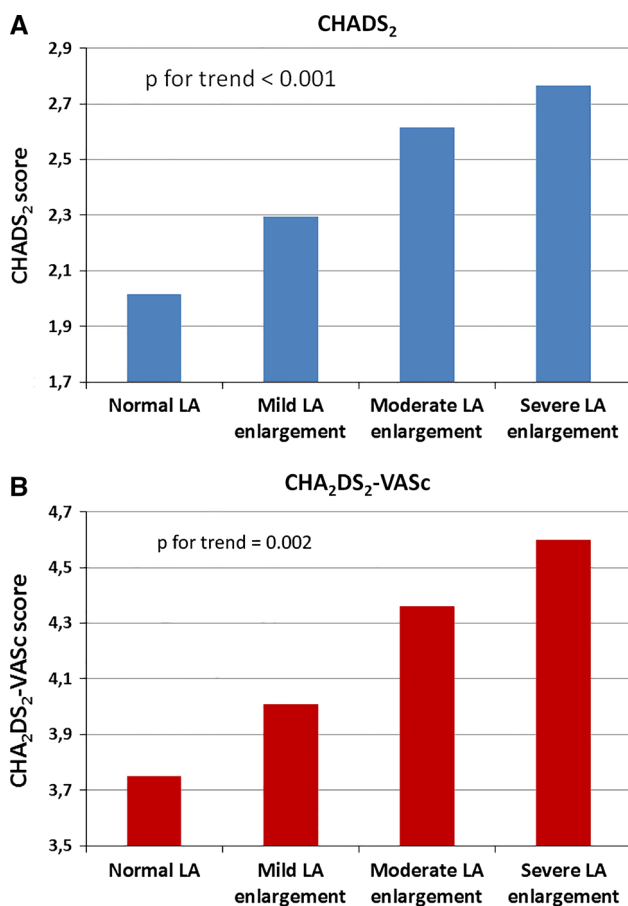 A
CHADS₂
p for trend < 0.001
CHADS₂ score
2,9
2,7
2,5
2,3
2,1
1,9
1,7
Normal LA
Mild LA
enlargement
Moderate LA
enlargement
Severe LA
enlargement
B
CHA₂DS₂-VASc
p for trend = 0.002
CHA₂DS₂-VASc score
4,7
4,5
4,3
4,1
3,9
3,7
3,5
Normal LA
Mild LA
enlargement
Moderate LA
enlargement
Severe LA
enlargement